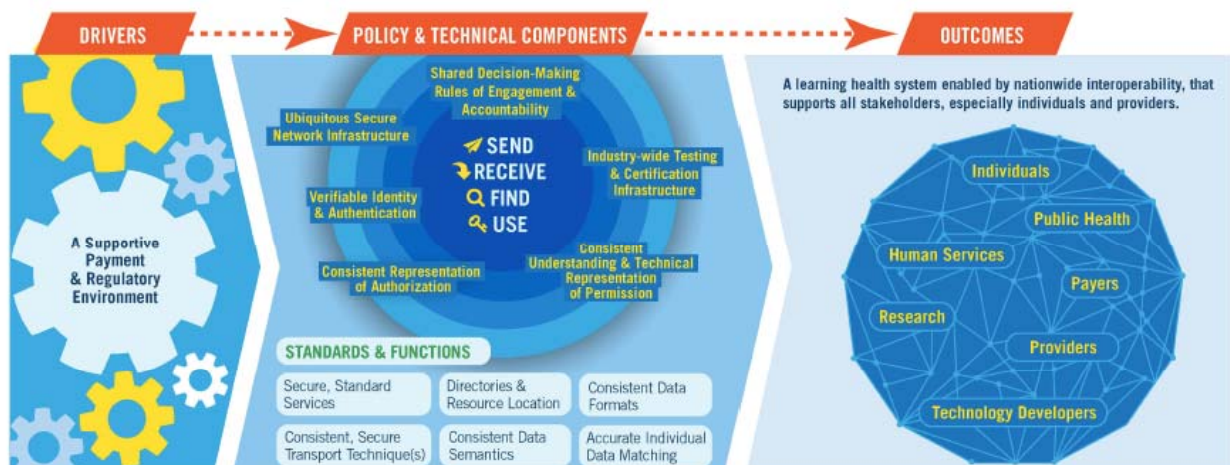 DRIVERS
POLICY & TECHNICAL COMPONENTS
OUTCOMES
A Supportive
Payment
& Regulatory
Environment
Shared Decision-Making
Rules of Engagement &
Accountability
Ubiquitous Secure
Network Infrastructure
SEND
RECEIVE
FIND
USE
Industry-wide Testing
& Certification
Infrastructure
Verifiable Identity
& Authentication
Consistent Representation
of Authorization
Consistent
Understanding & Technical
Representation
of Permission
STANDARDS & FUNCTIONS
Secure, Standard
Services
Directories &
Resource Location
Consistent Data
Formats
Consistent, Secure
Transport Technique(s)
Consistent Data
Semantics
Accurate Individual
Data Matching
A learning health system enabled by nationwide interoperability, that
supports all stakeholders, especially individuals and providers.
Individuals
Public Health
Human Services
Payers
Research
Providers
Technology Developers